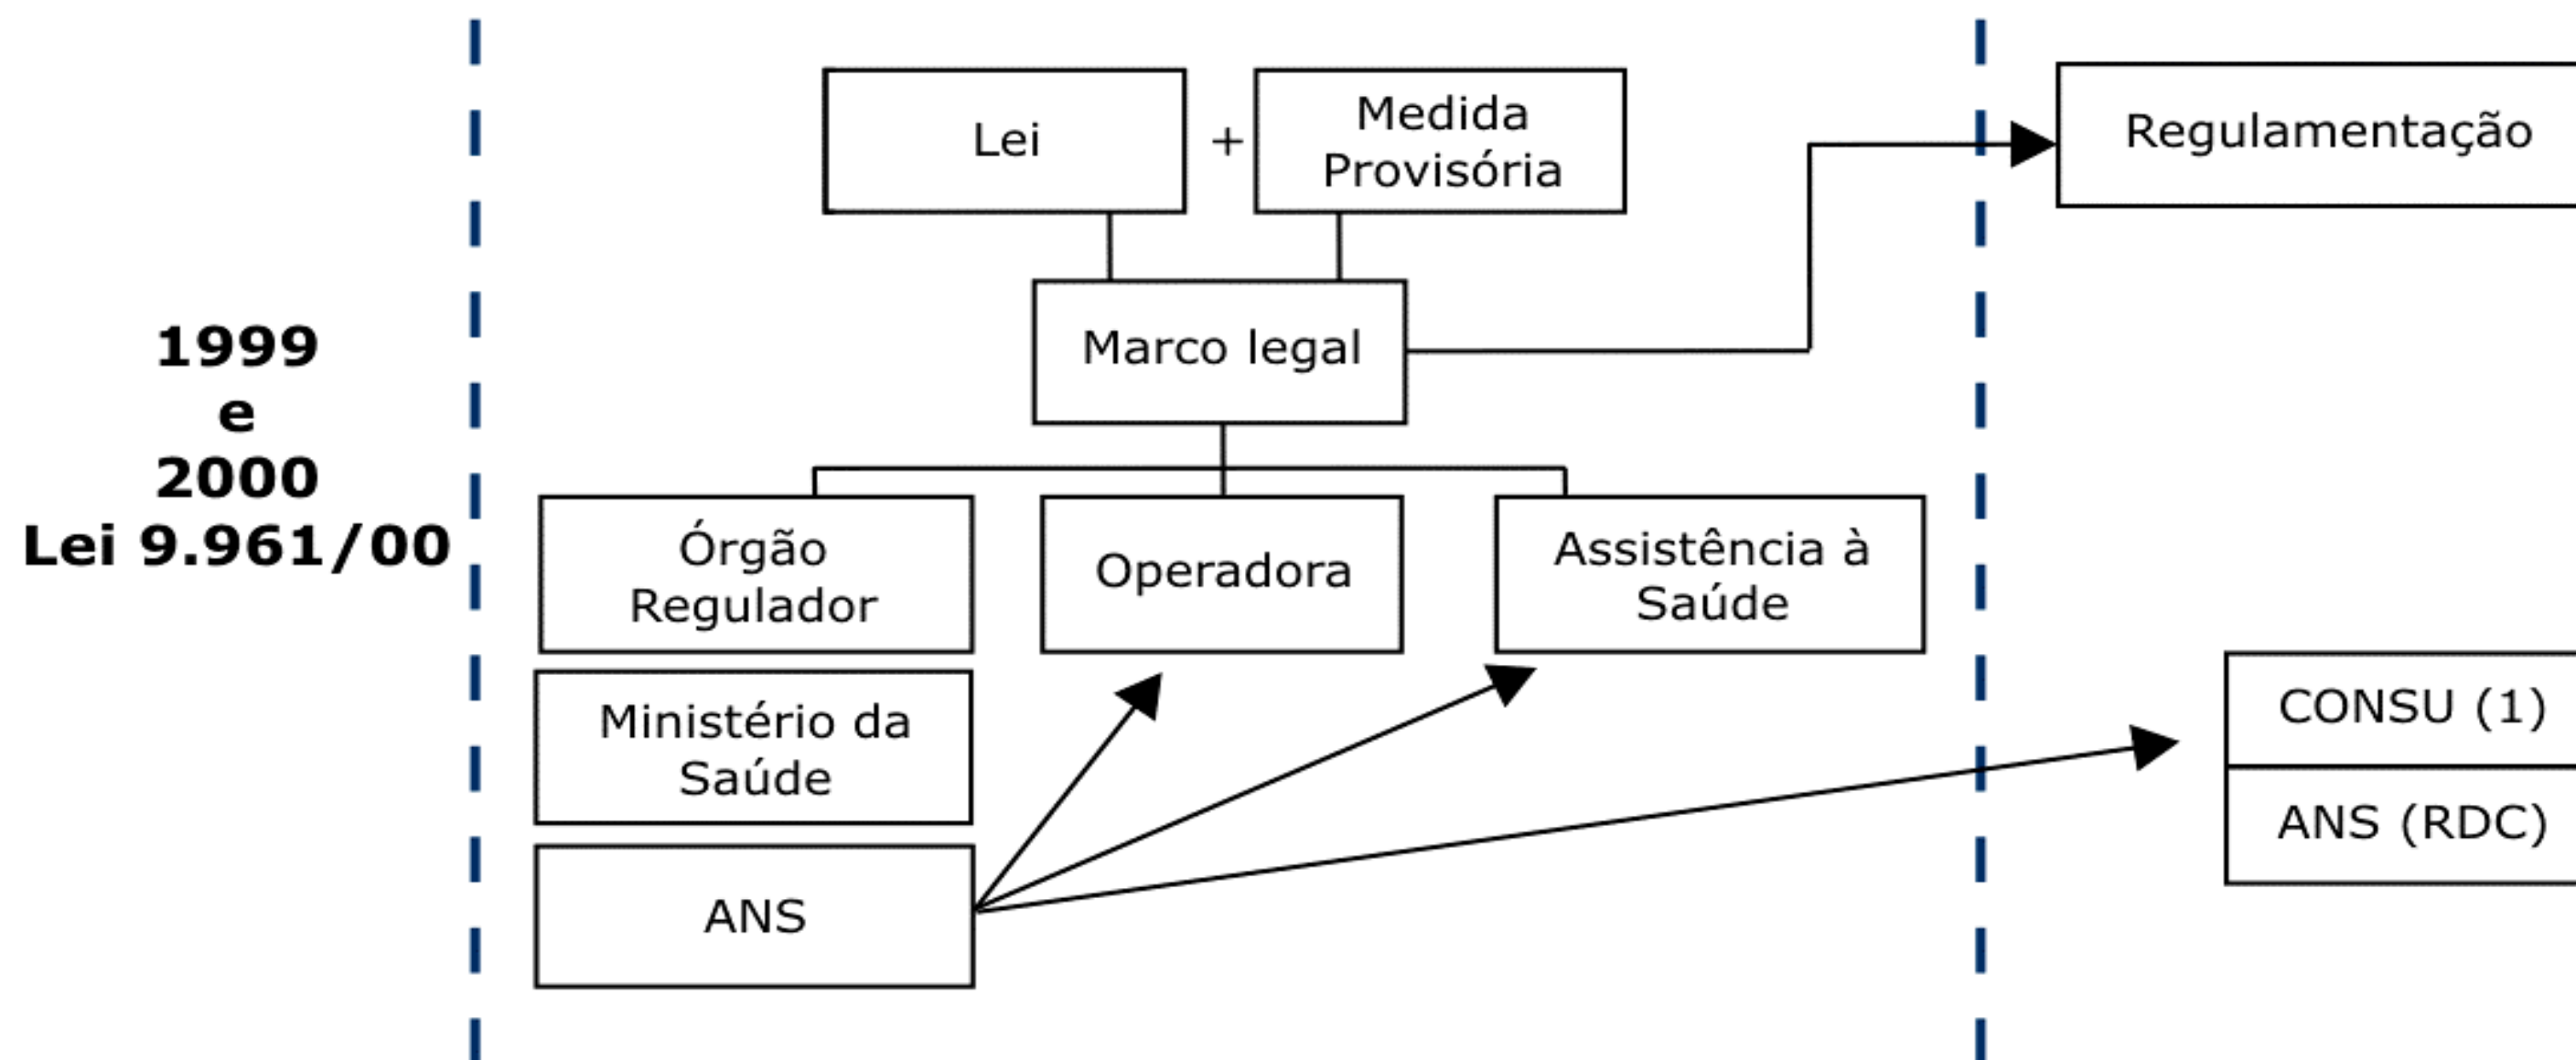 1999
e
2000
Lei 9.961/00
Lei
+
Medida
Provisória
Marco legal
Órgão
Regulador
Operadora
Assistência à
Saúde
Ministério da
Saúde
ANS
Regulamentação
CONSU (1)
ANS (RDC)